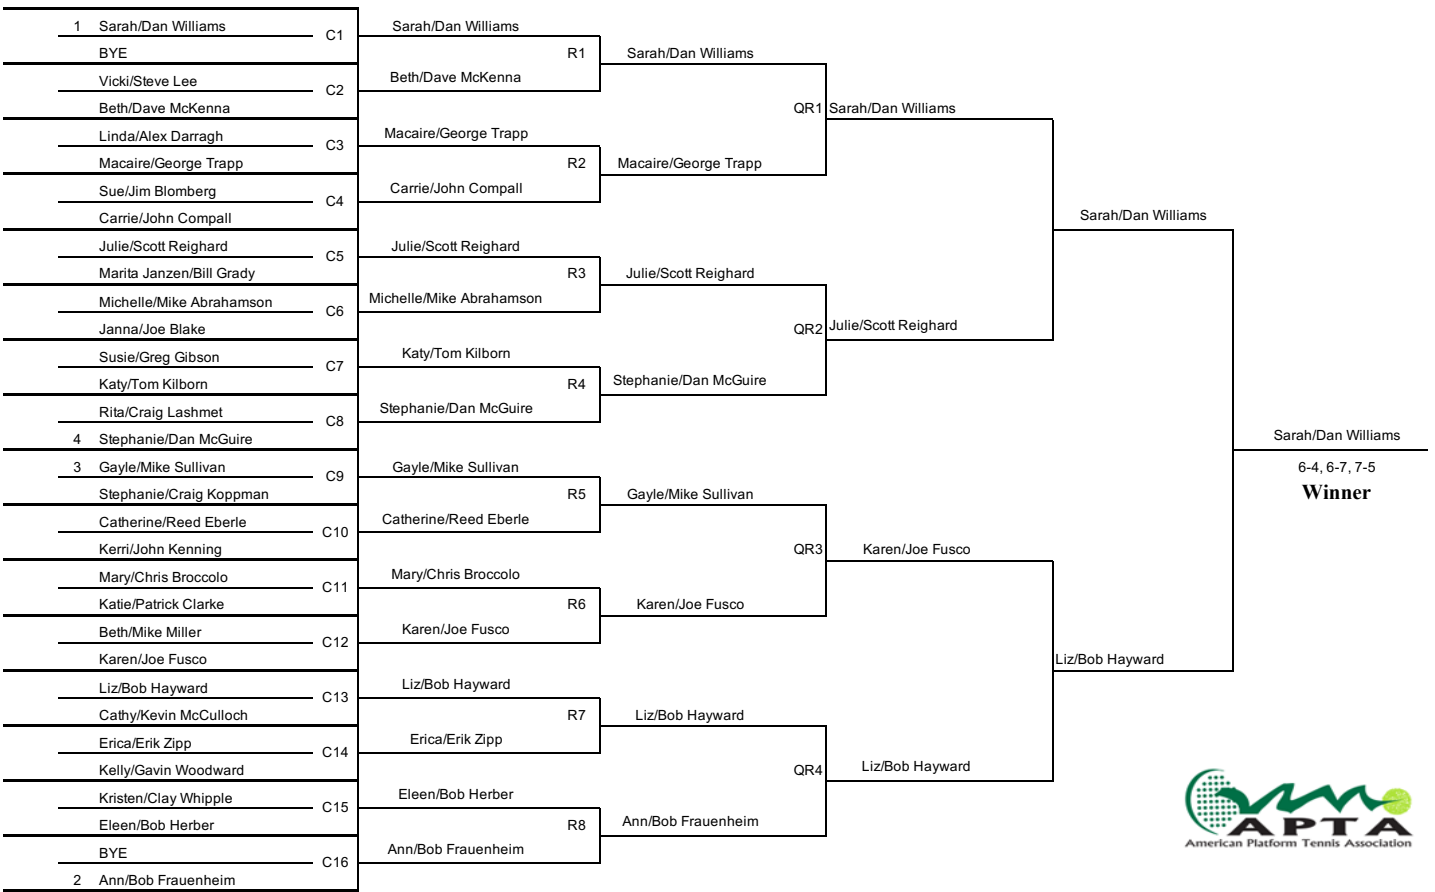 1 Sarah/Dan Williams
BYE
C1
Vicki/Steve Lee
Beth/Dave McKenna
C2
Linda/Alex Darragh
Macaire/George Trapp
C3
Sue/Jim Blomberg
Carrie/John Compall
C4
Julie/Scott Reighard
Marita Janzen/Bill Grady
C5
Michelle/Mike Abrahamson
Janna/Joe Blake
C6
Susie/Greg Gibson
Katy/Tom Kilborn
C7
Rita/Craig Lashmet
4 Stephanie/Dan McGuire
C8
3 Gayle/Mike Sullivan
Stephanie/Craig Koppman
C9
Catherine/Reed Eberle
Kerri/John Kenning
C10
Mary/Chris Broccolo
Katie/Patrick Clarke
C11
Beth/Mike Miller
Karen/Joe Fusco
C12
Liz/Bob Hayward
Cathy/Kevin McCulloch
C13
Erica/Erik Zipp
Kelly/Gavin Woodward
C14
Kristen/Clay Whipple
Eleen/Bob Herber
C15
BYE
2 Ann/Bob Frauenheim
C16
Sarah/Dan Williams
R1
Beth/Dave McKenna
Macaire/George Trapp
R2
Carrie/John Compall
Julie/Scott Reighard
R3
Michelle/Mike Abrahamson
Katy/Tom Kilborn
R4
Stephanie/Dan McGuire
Gayle/Mike Sullivan
R5
Catherine/Reed Eberle
Mary/Chris Broccolo
R6
Karen/Joe Fusco
Liz/Bob Hayward
R7
Erica/Erik Zipp
Eleen/Bob Herber
R8
Ann/Bob Frauenheim
Sarah/Dan Williams
QR1
Macaire/George Trapp
Julie/Scott Reighard
QR2
Stephanie/Dan McGuire
Gayle/Mike Sullivan
QR3
Karen/Joe Fusco
Liz/Bob Hayward
QR4
Ann/Bob Frauenheim
Sarah/Dan Williams
Julie/Scott Reighard
Karen/Joe Fusco
Liz/Bob Hayward
Sarah/Dan Williams
Liz/Bob Hayward
Sarah/Dan Williams
6-4, 6-7, 7-5
Winner
APTA
American Platform Tennis Association